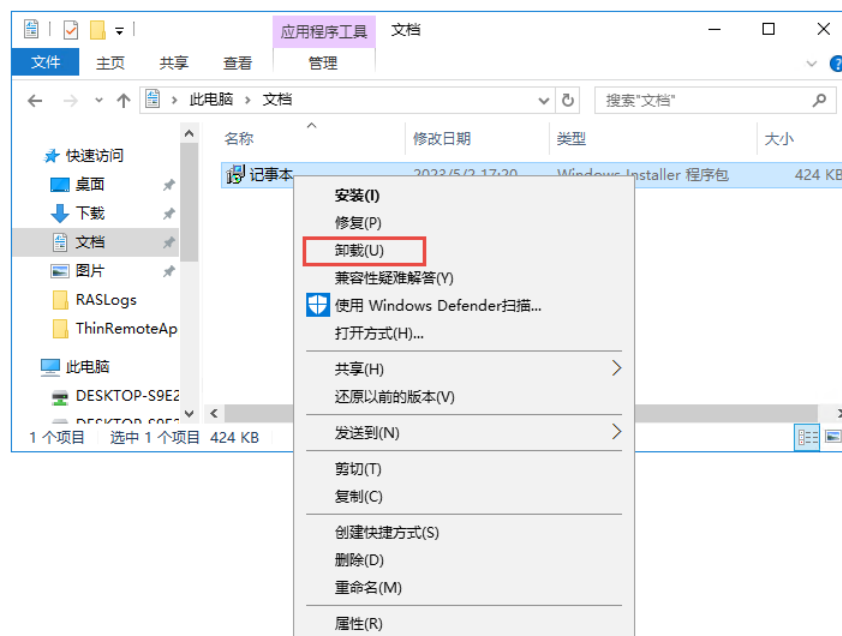 应用程序工具 文档
文件 主页 共享 查看 管理
此电脑 文档 搜索"文档"
名称 修改日期 类型 大小
快速访问
桌面
下载
文档
图片
RASLogs
ThinRemoteAp
此电脑
DESKTOP-S9E2
DESKTOP-S9E2
记事本 2023/5/2 17:20 Windows Installer 程序包 424 KB
安装(I)
修复(P)
卸载(U)
兼容性疑难解答(Y)
使用 Windows Defender扫描...
打开方式(H)...
共享(H)
还原以前的版本(V)
发送到(N)
剪切(T)
复制(C)
创建快捷方式(S)
删除(D)
重命名(M)
属性(R)
1 个项目 选中 1 个项目 424 KB